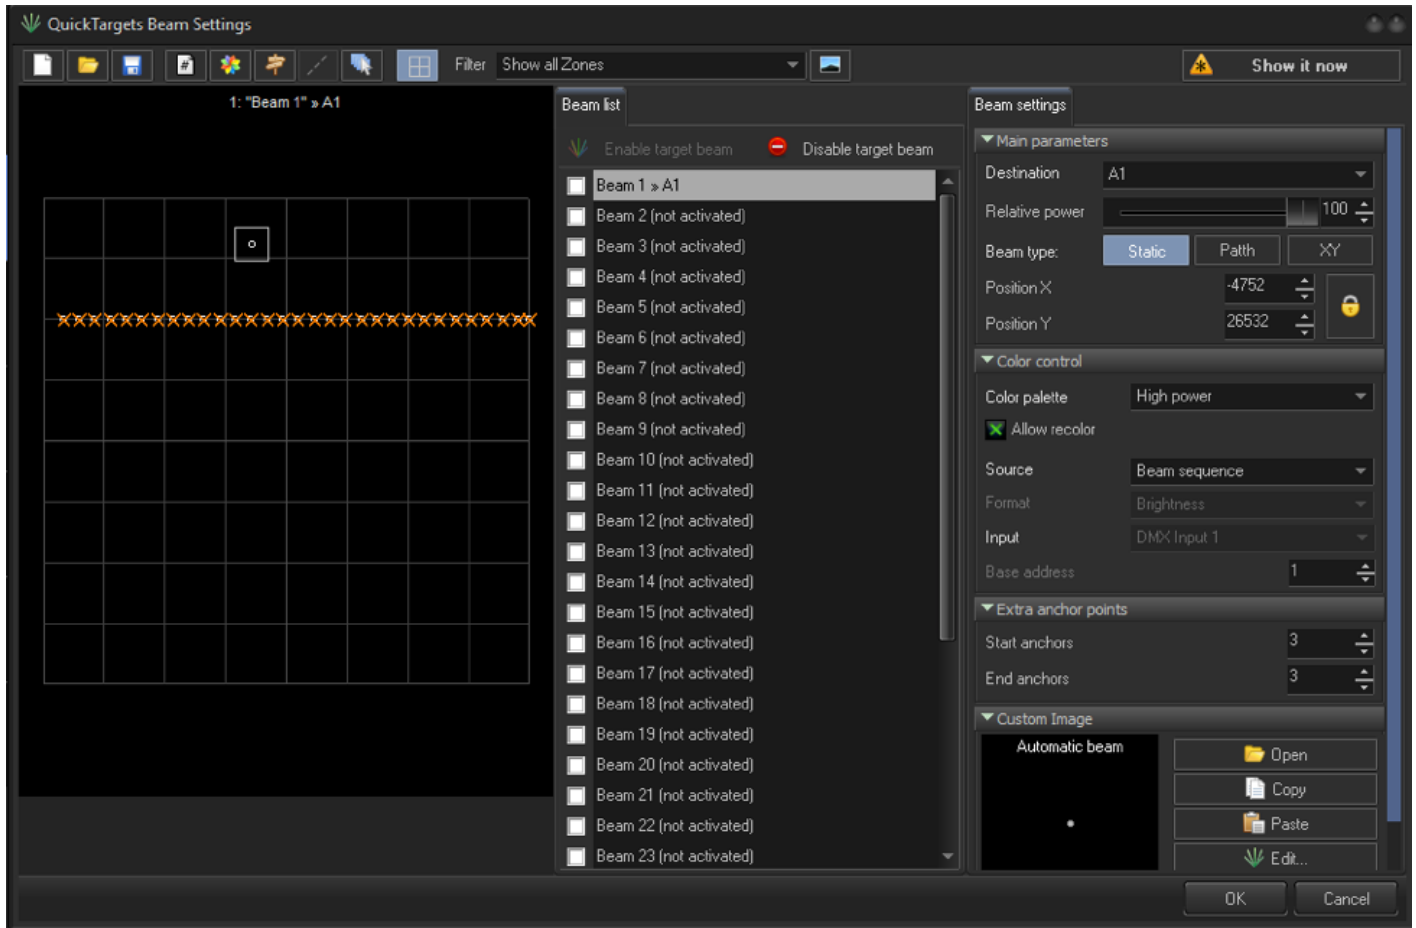 QuickTargets Beam Settings
Filter Show all Zones Show it now
1: "Beam 1" » A1
Beam list
Enable target beam Disable target beam
Beam 1 » A1
Beam 2 (not activated)
Beam 3 (not activated)
Beam 4 (not activated)
Beam 5 (not activated)
Beam 6 (not activated)
Beam 7 (not activated)
Beam 8 (not activated)
Beam 9 (not activated)
Beam 10 (not activated)
Beam 11 (not activated)
Beam 12 (not activated)
Beam 13 (not activated)
Beam 14 (not activated)
Beam 15 (not activated)
Beam 16 (not activated)
Beam 17 (not activated)
Beam 18 (not activated)
Beam 19 (not activated)
Beam 20 (not activated)
Beam 21 (not activated)
Beam 22 (not activated)
Beam 23 (not activated)
Beam settings
Main parameters
Destination A1
Relative power 100
Beam type: Static Patth XY
Position X -4752
Position Y 26532
Color control
Color palette High power
Allow recolor
Source Beam sequence
Format Brightness
Input DMX Input 1
Base address 1
Extra anchor points
Start anchors 3
End anchors 3
Custom Image
Automatic beam
Open
Copy
Paste
Edit...
OK Cancel